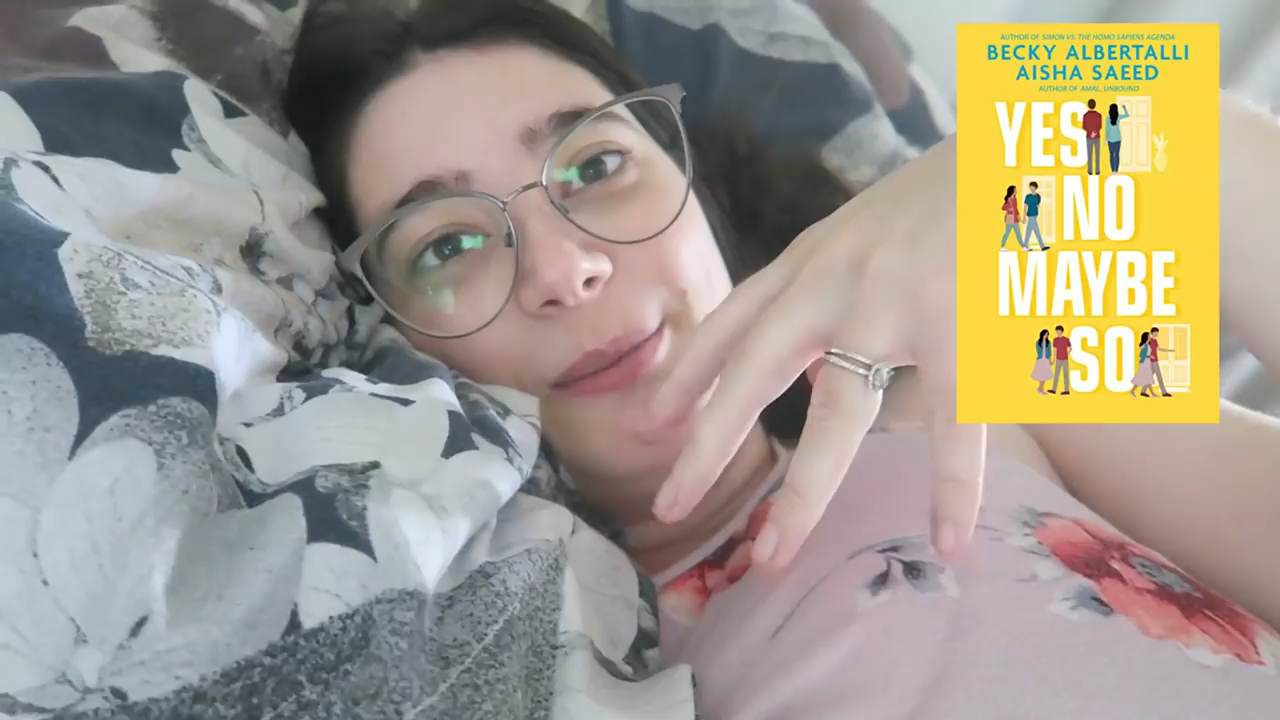 AUTHOR OF SIMON VS. THE HOMO SAPIENS AGENDA
BECKY ALBERTALLI
AISHA SAEED
AUTHOR OF AMAL, UNBOUND
YES
NO
MAYBE
SO